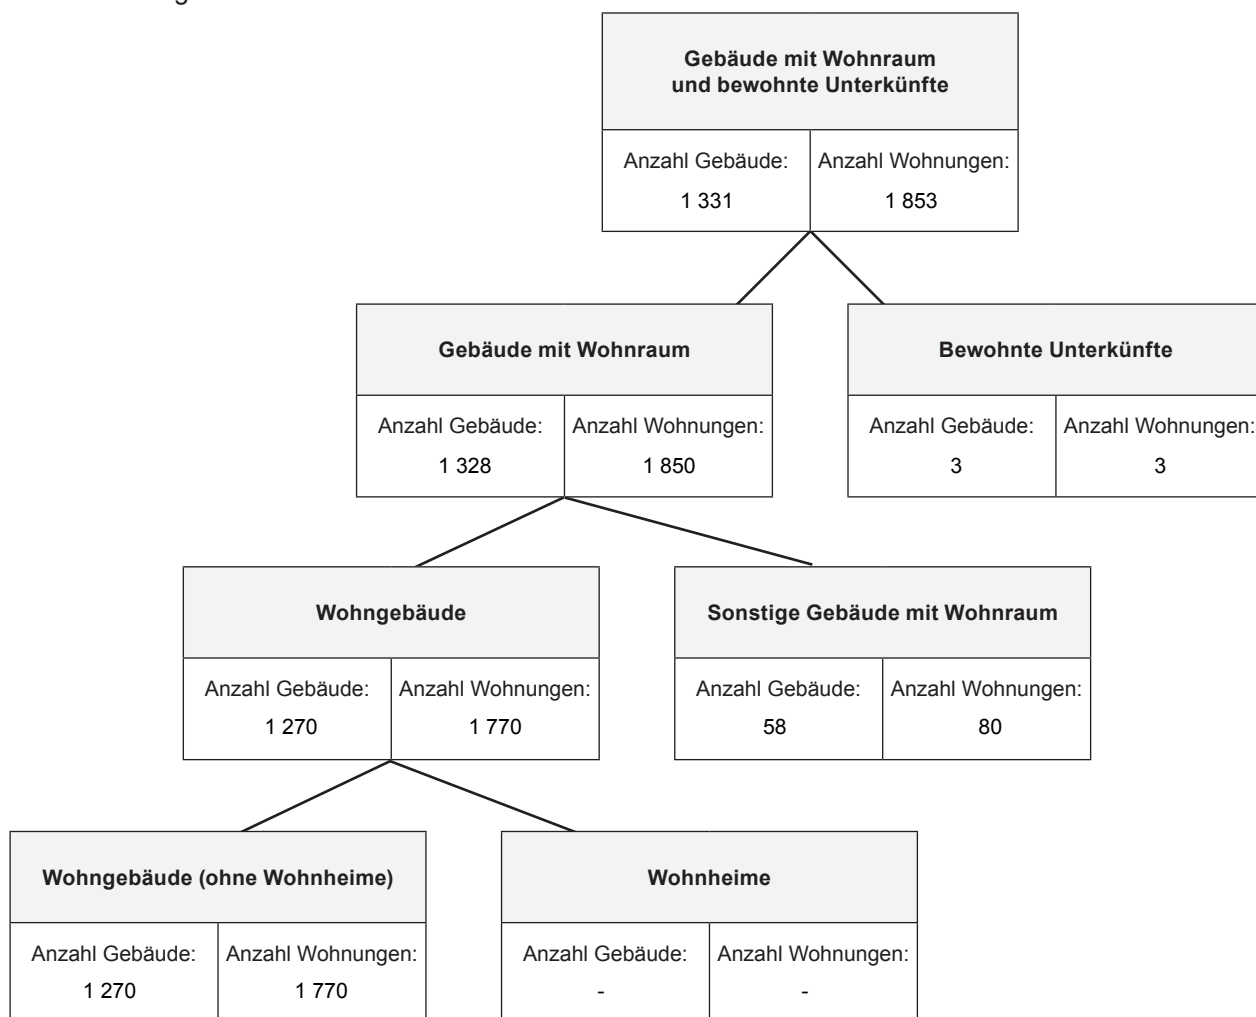 Gebäude mit Wohnraum
und bewohnte Unterkünfte
Anzahl Gebäude: Anzahl Wohnungen:
1 331 1 853
Gebäude mit Wohnraum
Anzahl Gebäude: Anzahl Wohnungen:
1 328 1 850
Bewohnte Unterkünfte
Anzahl Gebäude: Anzahl Wohnungen:
3 3
Wohngebäude
Anzahl Gebäude: Anzahl Wohnungen:
1 270 1 770
Sonstige Gebäude mit Wohnraum
Anzahl Gebäude: Anzahl Wohnungen:
58 80
Wohngebäude (ohne Wohnheime)
Anzahl Gebäude: Anzahl Wohnungen:
1 270 1 770
Wohnheime
Anzahl Gebäude: Anzahl Wohnungen:
- -